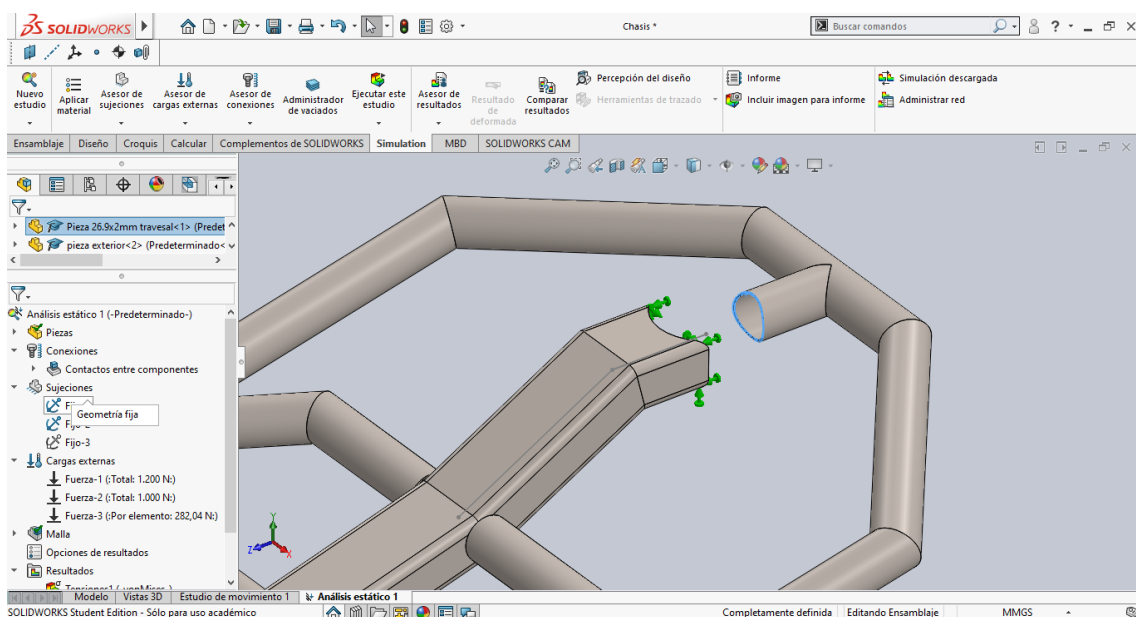 SOLIDWORKS
Chasis *
Buscar comandos
Nuevo estudio
Aplicar material
Asesor de sujeciones
Asesor de cargas externas
Asesor de conexiones
Administrador de vaciados
Ejecutar este estudio
Asesor de resultados
Resultado de deformada
Comparar resultados
Percepción del diseño
Herramientas de trazado
Informe
Incluir imagen para informe
Simulación descargada
Administrar red
Ensamblaje Diseño Croquis Calcular Complementos de SOLIDWORKS Simulation MBD SOLIDWORKS CAM
Pieza 26.9x2mm travesal<1> (Predet
pieza exterior<2> (Predeterminado<
Análisis estático 1 (-Predeterminado-)
Piezas
Conexiones
Contactos entre componentes
Sujeciones
Geometría fija
Fijo-3
Cargas externas
Fuerza-1 (:Total: 1.200 N:)
Fuerza-2 (:Total: 1.000 N:)
Fuerza-3 (:Por elemento: 282,04 N:)
Malla
Opciones de resultados
Resultados
Y
Z
X
Modelo Vistas 3D Estudio de movimiento 1 Análisis estático 1
SOLIDWORKS Student Edition - Sólo para uso académico
Completamente definida Editando Ensamblaje MMGS